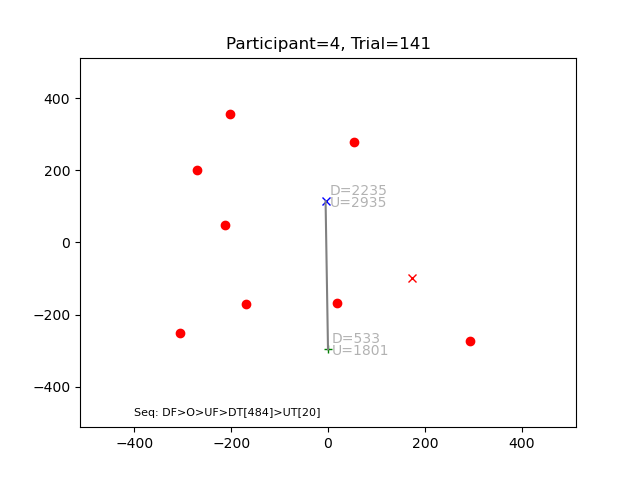 Participant=4, Trial=141
400
200
0
−200
−400
D=2235
U=2935
D=533
U=1801
Seq: DF>O>UF>DT[484]>UT[20]
−400
−200
0
200
400